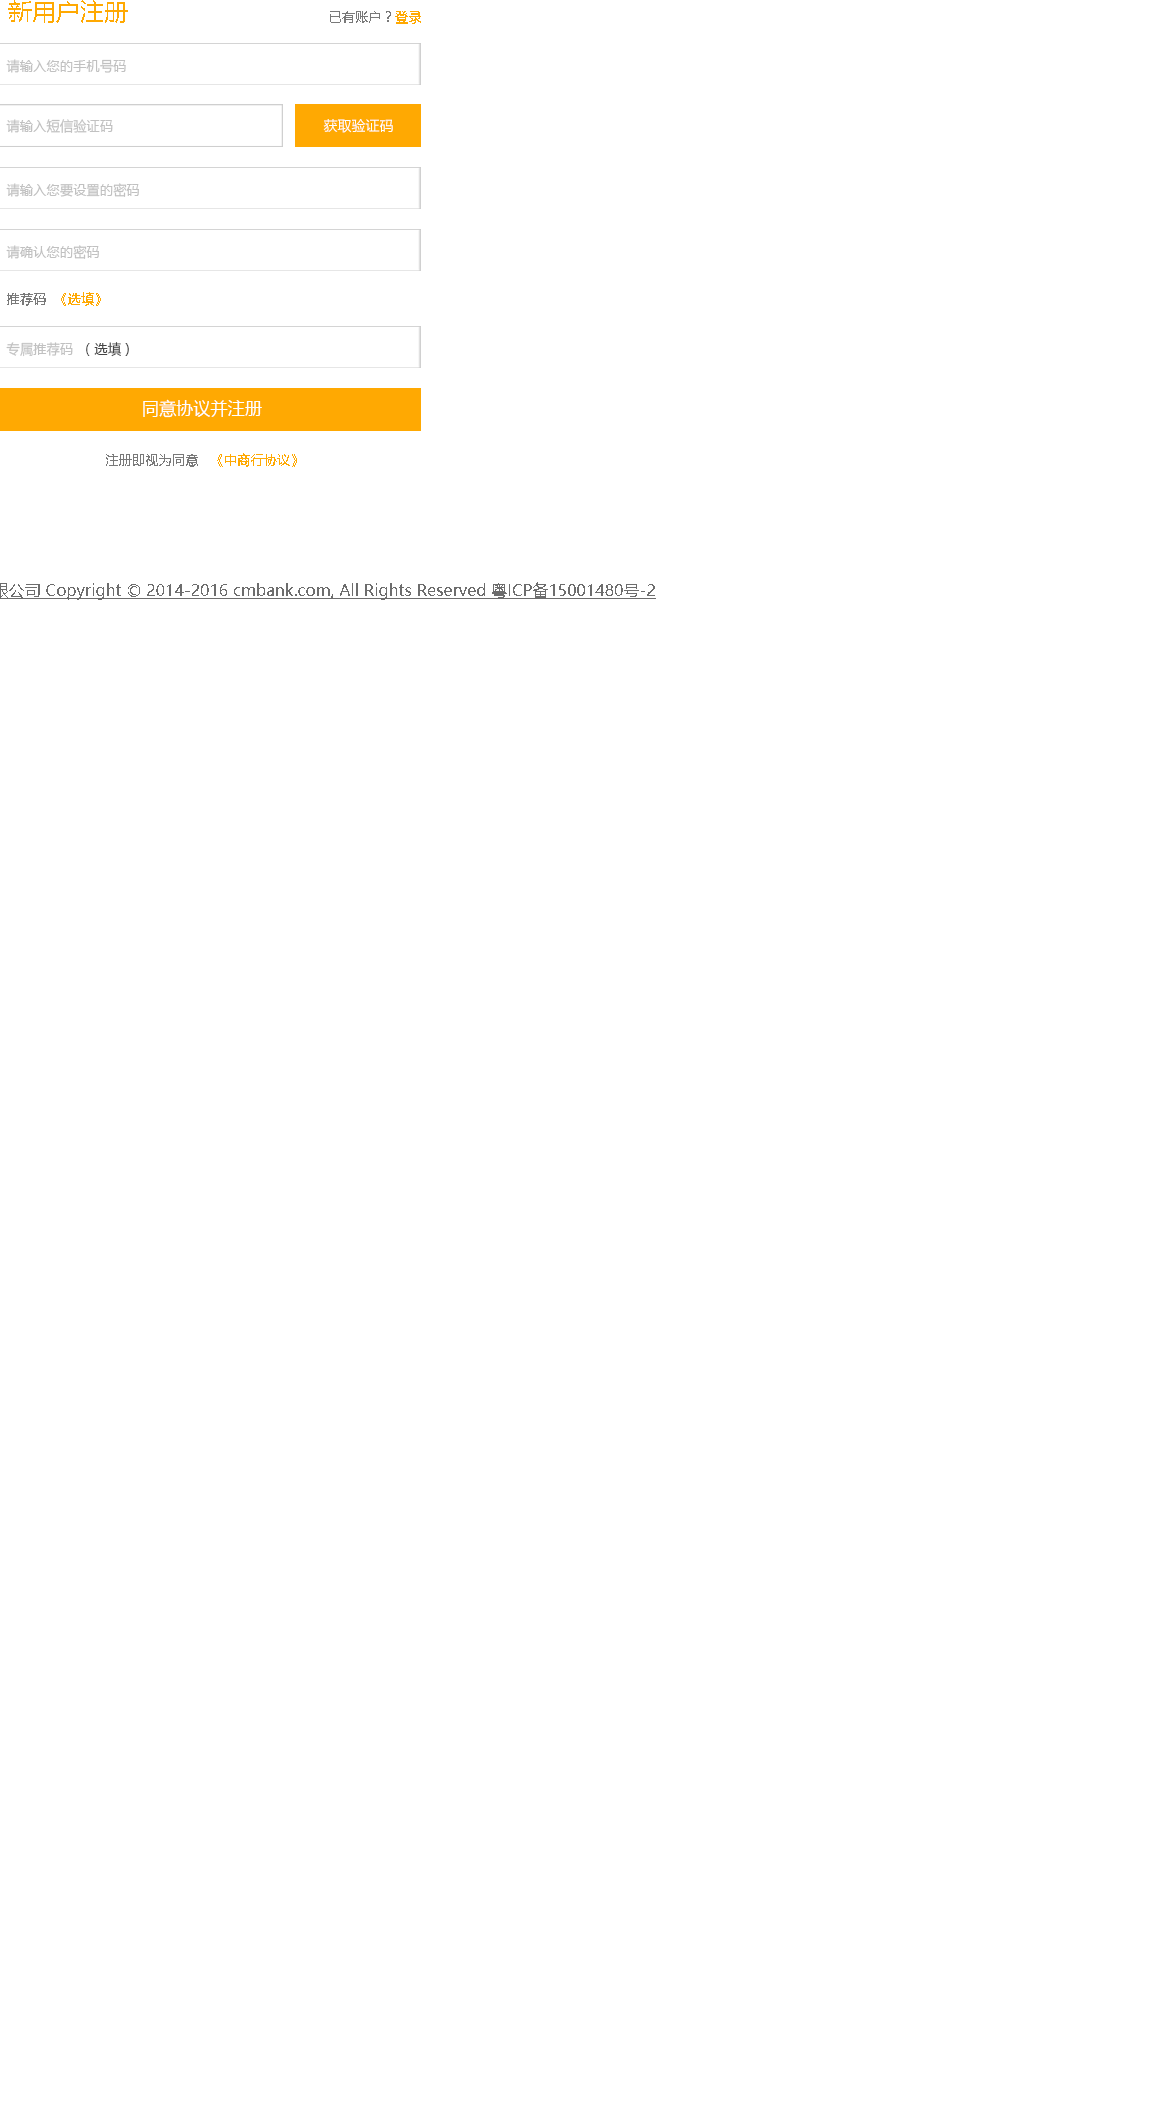 新用户注册
已有账户？登录
请输入您的手机号码
请输入短信验证码
获取验证码
请输入您要设置的密码
请确认您的密码
推荐码 《选填》
专属推荐码 （选填）
同意协议并注册
注册即视为同意 《中商行协议》
限公司 Copyright © 2014-2016 cmbank.com, All Rights Reserved 粤ICP备15001480号-2